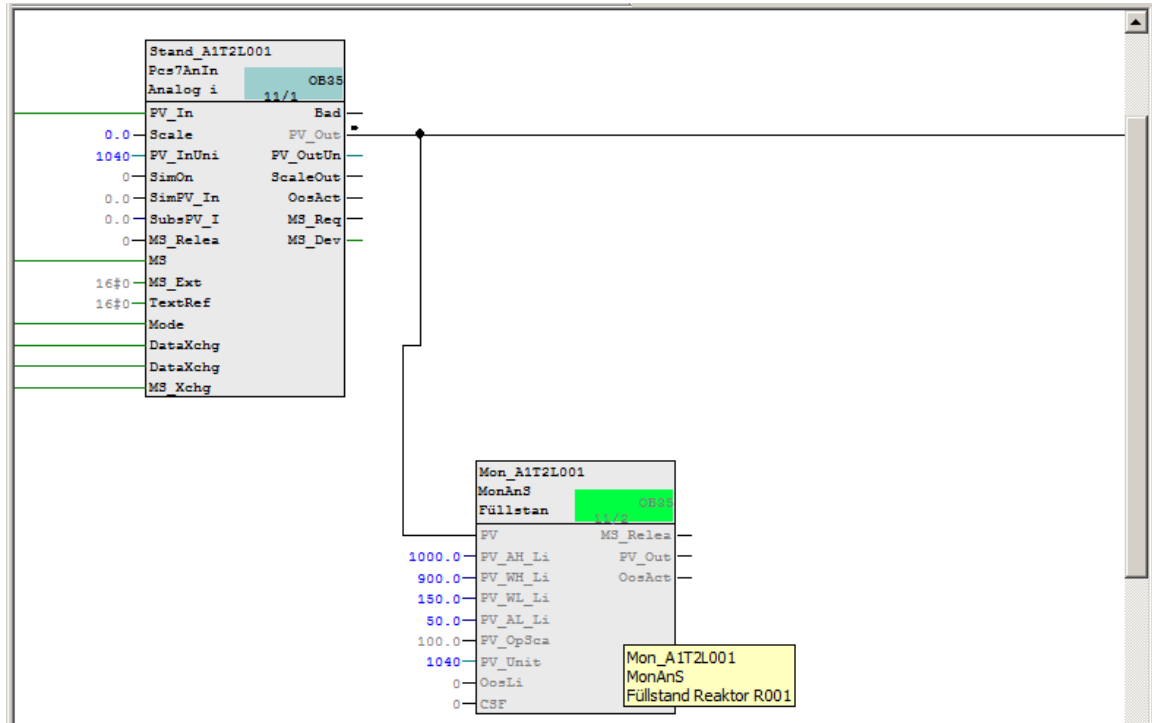 Stand_A1T2L001
Pcs7AnIn
OB35
Analog i
11/1
PV_In
Bad
0.0
Scale
PV_Out
1040
PV_InUni
PV_OutUn
0
SimOn
ScaleOut
0.0
SimPV_In
OosAct
0.0
SubsPV_I
MS_Req
0
MS_Relea
MS_Dev
MS
16#0
MS_Ext
16#0
TextRef
Mode
DataXchg
DataXchg
MS_Xchg
Mon_A1T2L001
MonAnS
OB35
Füllstan
11/2
PV
MS_Relea
1000.0
PV_AH_Li
PV_Out
900.0
PV_WH_Li
OosAct
150.0
PV_WL_Li
50.0
PV_AL_Li
100.0
PV_OpSca
1040
PV_Unit
0
OosLi
0
CSF
Mon_A1T2L001
MonAnS
Füllstand Reaktor R001